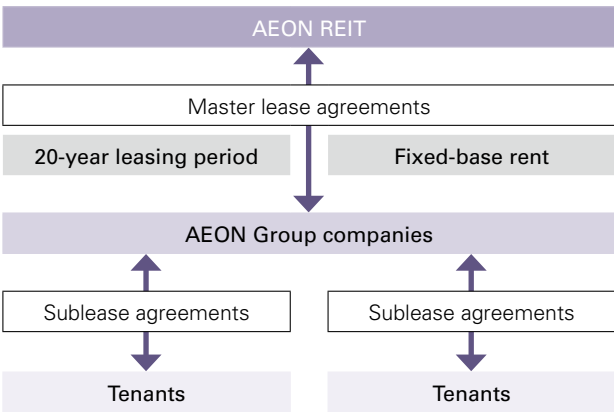 AEON REIT
Master lease agreements
20-year leasing period
Fixed-base rent
AEON Group companies
Sublease agreements
Sublease agreements
Tenants
Tenants